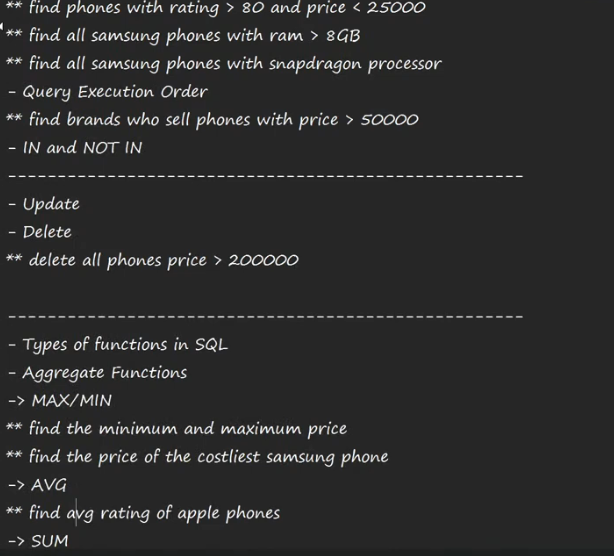 ** find phones with rating > 80 and price < 25000
** find all samsung phones with ram > 8GB
** find all samsung phones with snapdragon processor
- Query Execution Order
** find brands who sell phones with price > 50000
- IN and NOT IN
----------------------------------------------------
- Update
- Delete
** delete all phones price > 200000
----------------------------------------------------
- Types of functions in SQL
- Aggregate Functions
-> MAX/MIN
** find the minimum and maximum price
** find the price of the costliest samsung phone
-> AVG
** find avg rating of apple phones
-> SUM